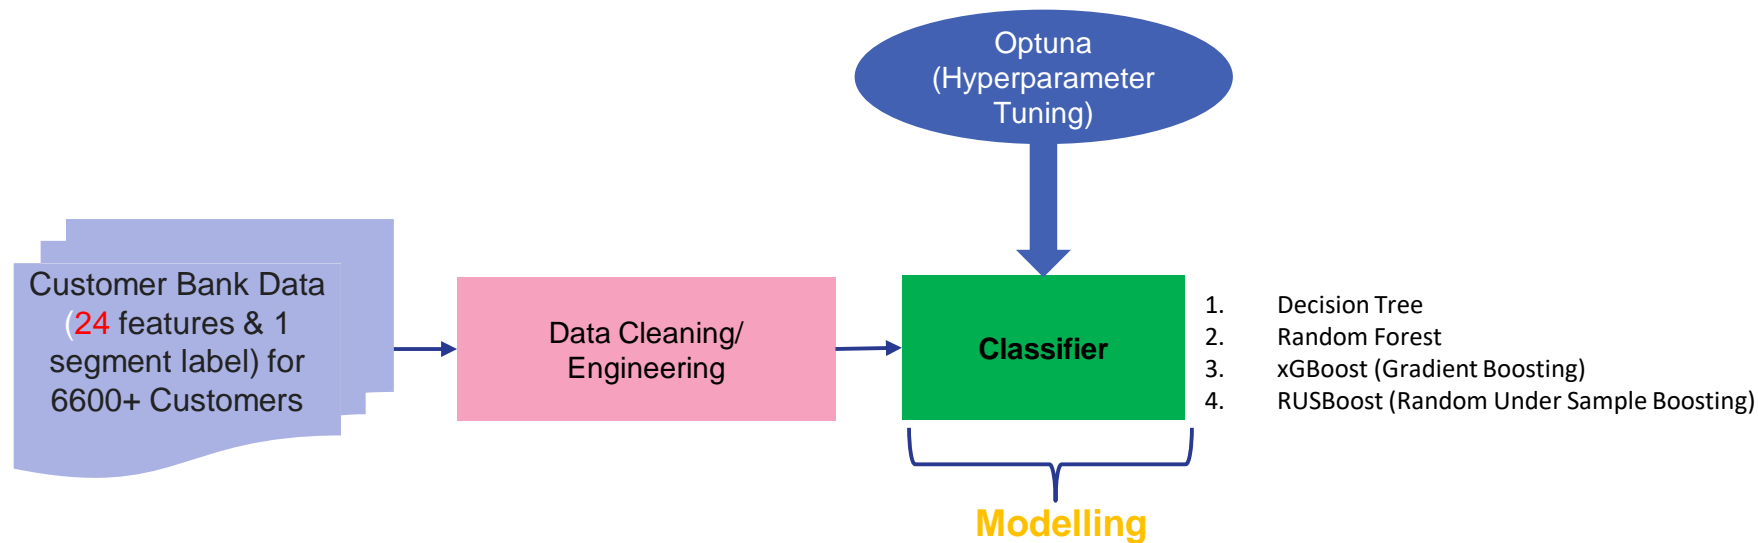 Optuna
(Hyperparameter
Tuning)
Customer Bank Data
(24 features & 1
segment label) for
6600+ Customers
Data Cleaning/
Engineering
Classifier
1. Decision Tree
2. Random Forest
3. xGBoost (Gradient Boosting)
4. RUSBoost (Random Under Sample Boosting)
Modelling